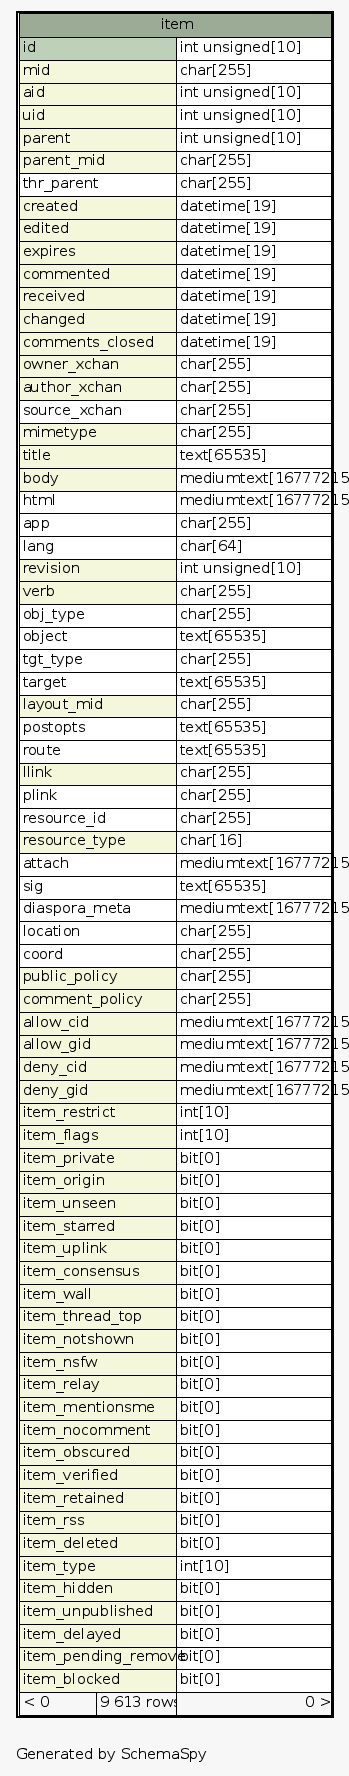 item
id int unsigned[10]
mid char[255]
aid int unsigned[10]
uid int unsigned[10]
parent int unsigned[10]
parent_mid char[255]
thr_parent char[255]
created datetime[19]
edited datetime[19]
expires datetime[19]
commented datetime[19]
received datetime[19]
changed datetime[19]
comments_closed datetime[19]
owner_xchan char[255]
author_xchan char[255]
source_xchan char[255]
mimetype char[255]
title text[65535]
body mediumtext[16777215
html mediumtext[16777215
app char[255]
lang char[64]
revision int unsigned[10]
verb char[255]
obj_type char[255]
object text[65535]
tgt_type char[255]
target text[65535]
layout_mid char[255]
postopts text[65535]
route text[65535]
llink char[255]
plink char[255]
resource_id char[255]
resource_type char[16]
attach mediumtext[16777215
sig text[65535]
diaspora_meta mediumtext[16777215
location char[255]
coord char[255]
public_policy char[255]
comment_policy char[255]
allow_cid mediumtext[16777215
allow_gid mediumtext[16777215
deny_cid mediumtext[16777215
deny_gid mediumtext[16777215
item_restrict int[10]
item_flags int[10]
item_private bit[0]
item_origin bit[0]
item_unseen bit[0]
item_starred bit[0]
item_uplink bit[0]
item_consensus bit[0]
item_wall bit[0]
item_thread_top bit[0]
item_notshown bit[0]
item_nsfw bit[0]
item_relay bit[0]
item_mentionsme bit[0]
item_nocomment bit[0]
item_obscured bit[0]
item_verified bit[0]
item_retained bit[0]
item_rss bit[0]
item_deleted bit[0]
item_type int[10]
item_hidden bit[0]
item_unpublished bit[0]
item_delayed bit[0]
item_pending_remove bit[0]
item_blocked bit[0]
< 0 9 613 rows 0 >
Generated by SchemaSpy